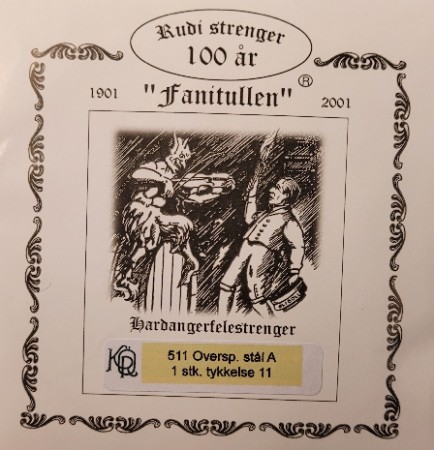 Rudi strenger
100 år
1901 "Fanitullen" ® 2001
Hardangerfelestrenger
511 Oversp. stål A
1 stk. tykkelse 11